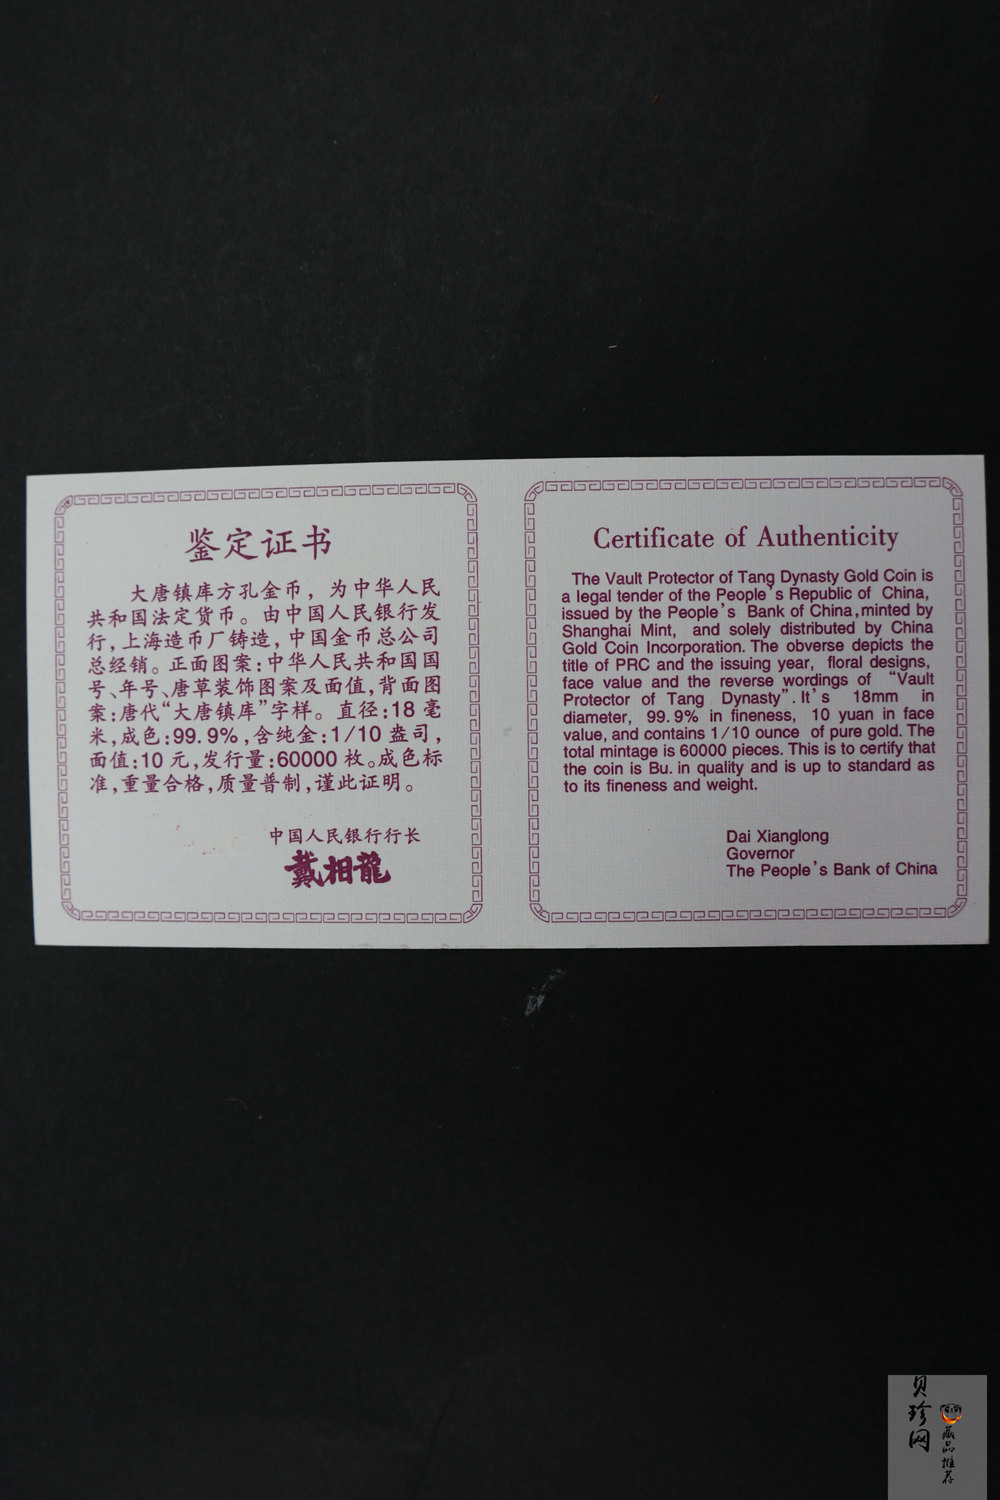 鉴定证书
大唐镇库方孔金币，为中华人民
共和国法定货币。由中国人民银行发
行，上海造币厂铸造，中国金币总公司
总经销。正面图案:中华人民共和国国
号、年号、唐草装饰图案及面值，背面图
案:唐代“大唐镇库”字样。直径:18毫
米，成色:99.9%，含纯金:1/10盎司，
面值:10元，发行量:60000枚。成色标
准，重量合格，质量普制，谨此证明。
中国人民银行行长
戴相龍
Certificate of Authenticity
The Vault Protector of Tang Dynasty Gold Coin is
a legal tender of the People's Republic of China,
issued by the People's Bank of China, minted by
Shanghai Mint, and solely distributed by China
Gold Coin Incorporation. The obverse depicts the
title of PRC and the issuing year, floral designs,
face value and the reverse wordings of “Vault
Protector of Tang Dynasty”. It's 18mm in
diameter, 99.9% in fineness, 10 yuan in face
value, and contains 1/10 ounce of pure gold. The
total mintage is 60000 pieces. This is to certify that
the coin is Bu. in quality and is up to standard as
to its fineness and weight.
Dai Xianglong
Governor
The People's Bank of China
贝珍网
藏品推荐